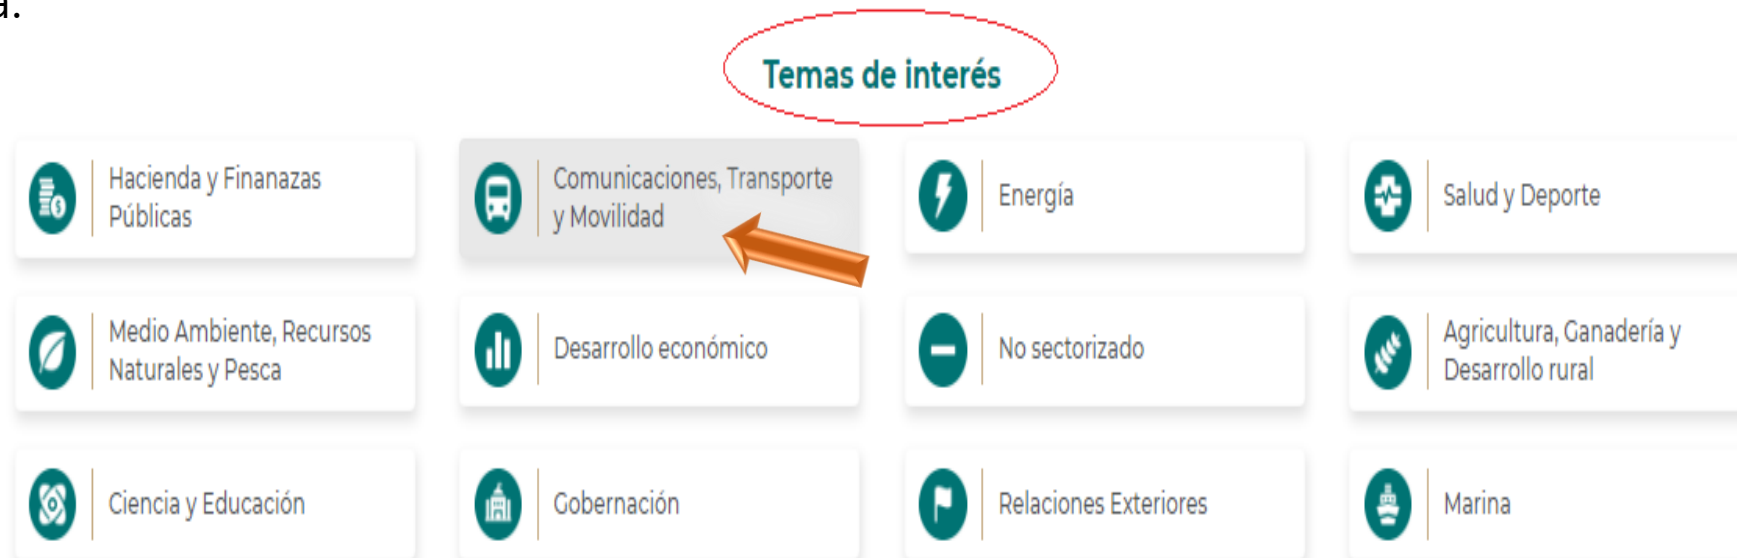 a.
Temas de interés
Hacienda y Finanazas
Públicas
Comunicaciones, Transporte
y Movilidad
Energía
Salud y Deporte
Medio Ambiente, Recursos
Naturales y Pesca
Desarrollo económico
No sectorizado
Agricultura, Ganadería y
Desarrollo rural
Ciencia y Educación
Gobernación
Relaciones Exteriores
Marina